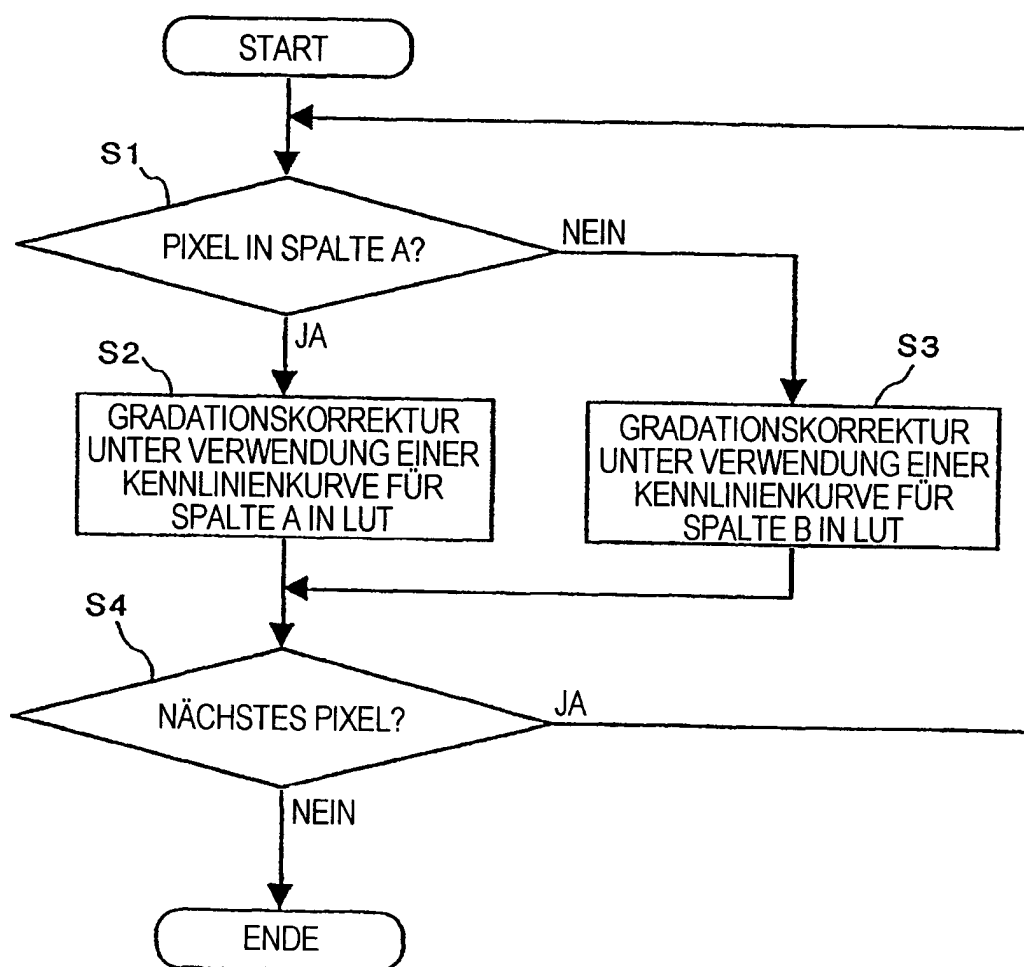 START
S1
PIXEL IN SPALTE A?
NEIN
JA
S2
GRADATIONSKORREKTUR
UNTER VERWENDUNG EINER
KENNLINIENKURVE FÜR
SPALTE A IN LUT
S3
GRADATIONSKORREKTUR
UNTER VERWENDUNG EINER
KENNLINIENKURVE FÜR
SPALTE B IN LUT
S4
NÄCHSTES PIXEL?
JA
NEIN
ENDE